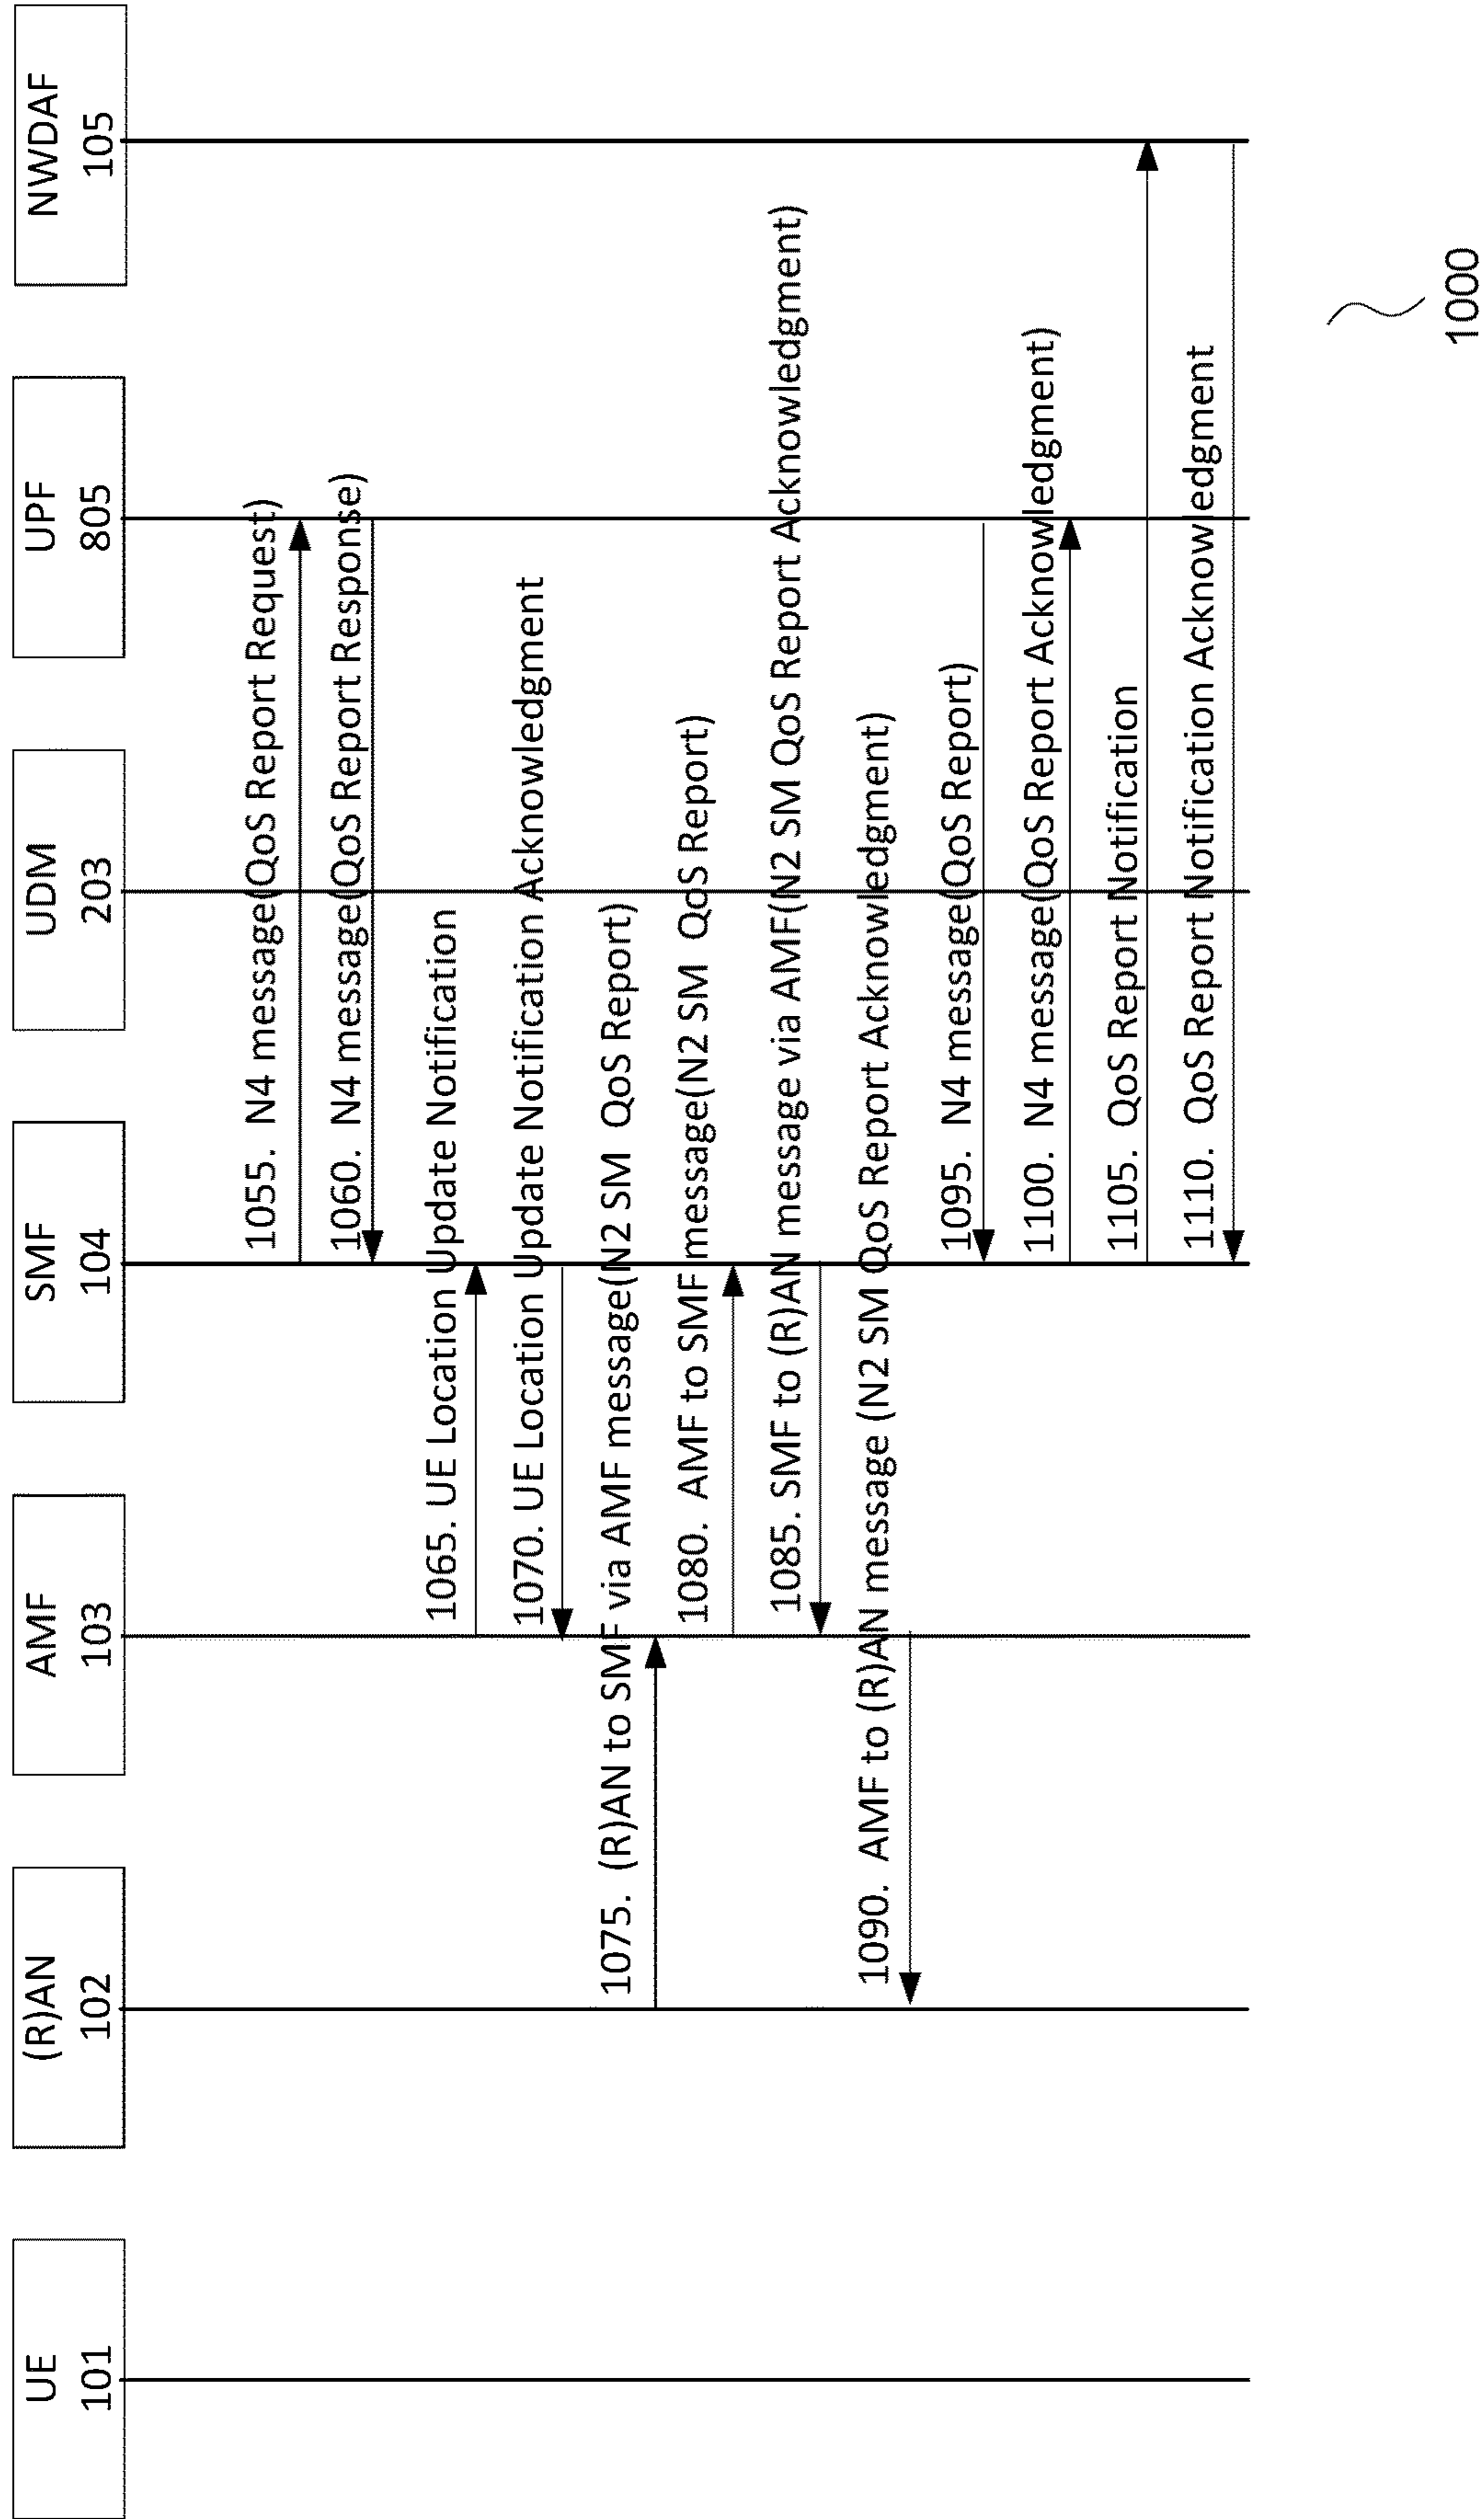 UE
101
(R)AN
102
AMF
103
SMF
104
UDM
203
UPF
805
NWDAF
105
1055. N4 message(QoS Report Request)
1060. N4 message(QoS Report Response)
1065. UE Location Update Notification
1070. UE Location Update Notification Acknowledgment
1075. (R)AN to SMF via AMF message(N2 SM QoS Report)
1080. AMF to SMF message(N2 SM QoS Report)
1085. SMF to (R)AN message via AMF(N2 SM QoS Report Acknowledgment)
1090. AMF to (R)AN message (N2 SM QoS Report Acknowledgment)
1095. N4 message(QoS Report)
1100. N4 message(QoS Report Acknowledgment)
1105. QoS Report Notification
1110. QoS Report Notification Acknowledgment
1000